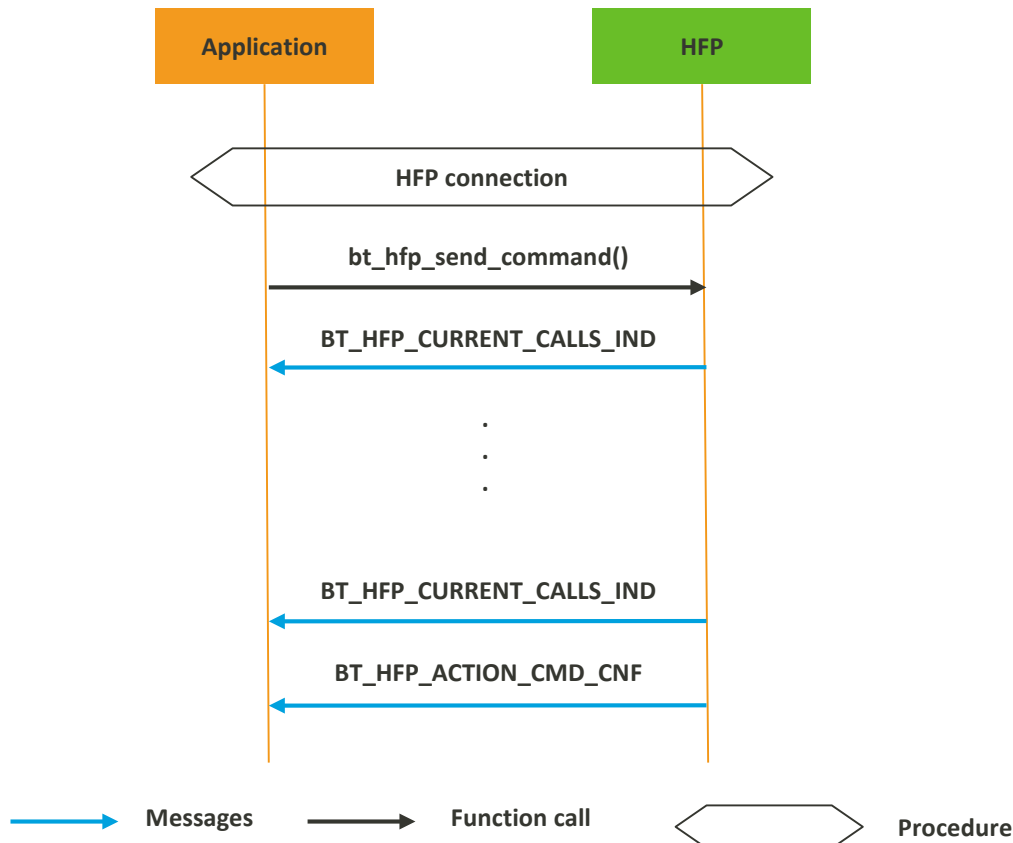 Application
HFP
HFP connection
bt_hfp_send_command()
BT_HFP_CURRENT_CALLS_IND
.
.
.
BT_HFP_CURRENT_CALLS_IND
BT_HFP_ACTION_CMD_CNF
Messages
Function call
Procedure